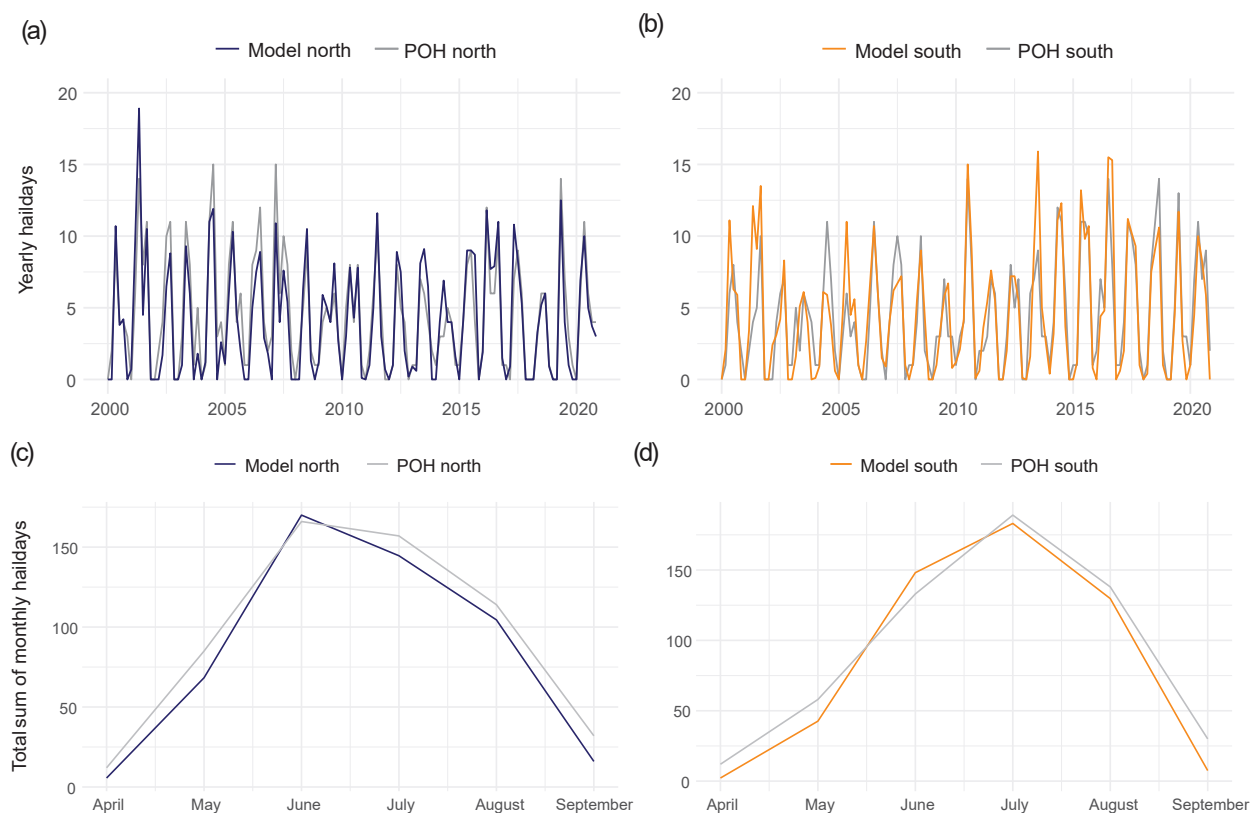 (a)
Model north POH north
Yearly haildays
20
15
10
5
0
2000 2005 2010 2015 2020
(b)
Model south POH south
20
15
10
5
0
2000 2005 2010 2015 2020
(c)
Model north POH north
Total sum of monthly haildays
150
100
50
0
April May June July August September
(d)
Model south POH south
150
100
50
0
April May June July August September